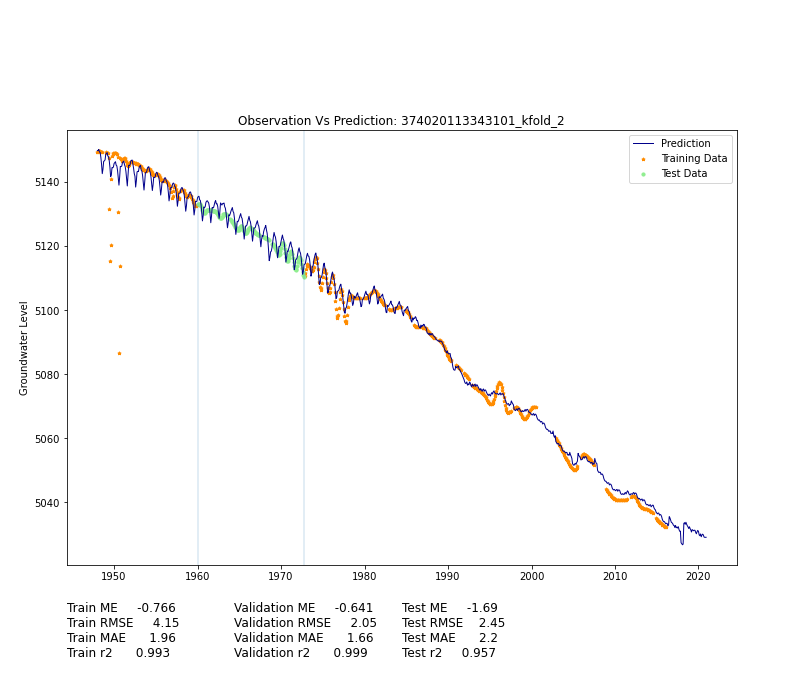 Observation Vs Prediction: 374020113343101_kfold_2
Prediction
Training Data
Test Data
Groundwater Level
5140
5120
5100
5080
5060
5040
1950 1960 1970 1980 1990 2000 2010 2020
Train ME -0.766 Validation ME -0.641 Test ME -1.69
Train RMSE 4.15 Validation RMSE 2.05 Test RMSE 2.45
Train MAE 1.96 Validation MAE 1.66 Test MAE 2.2
Train r2 0.993 Validation r2 0.999 Test r2 0.957